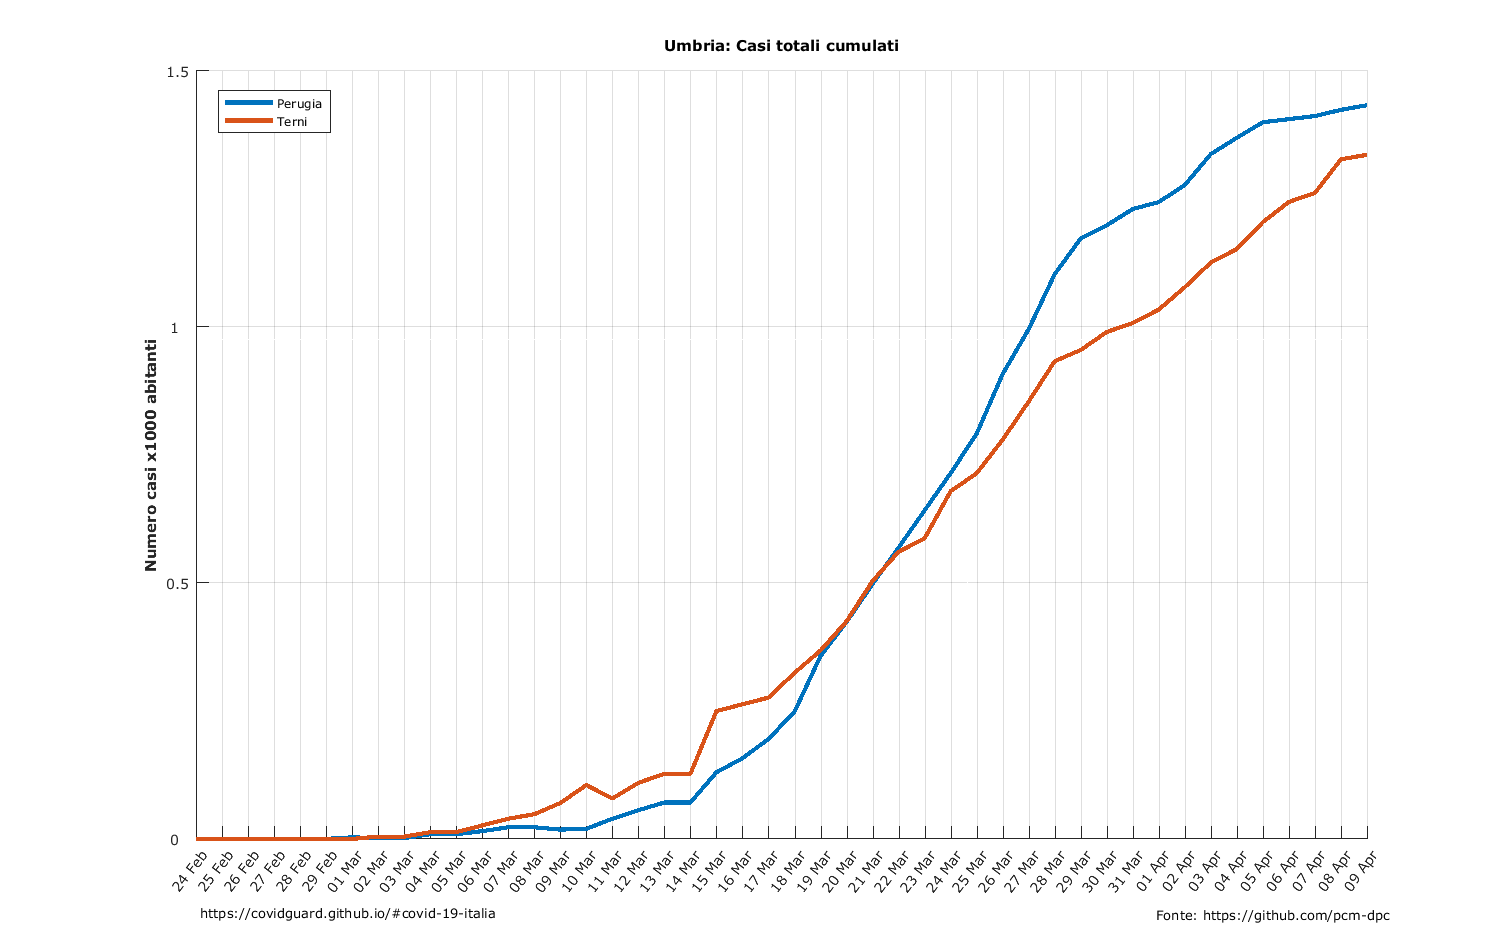 Umbria: Casi totali cumulati
1.5
Perugia
Terni
1
Numero casi x1000 abitanti
0.5
0
24 Feb
25 Feb
26 Feb
27 Feb
28 Feb
29 Feb
01 Mar
02 Mar
03 Mar
04 Mar
05 Mar
06 Mar
07 Mar
08 Mar
09 Mar
10 Mar
11 Mar
12 Mar
13 Mar
14 Mar
15 Mar
16 Mar
17 Mar
18 Mar
19 Mar
20 Mar
21 Mar
22 Mar
23 Mar
24 Mar
25 Mar
26 Mar
27 Mar
28 Mar
29 Mar
30 Mar
31 Mar
01 Apr
02 Apr
03 Apr
04 Apr
05 Apr
06 Apr
07 Apr
08 Apr
09 Apr
https://covidguard.github.io/#covid-19-italia
Fonte: https://github.com/pcm-dpc